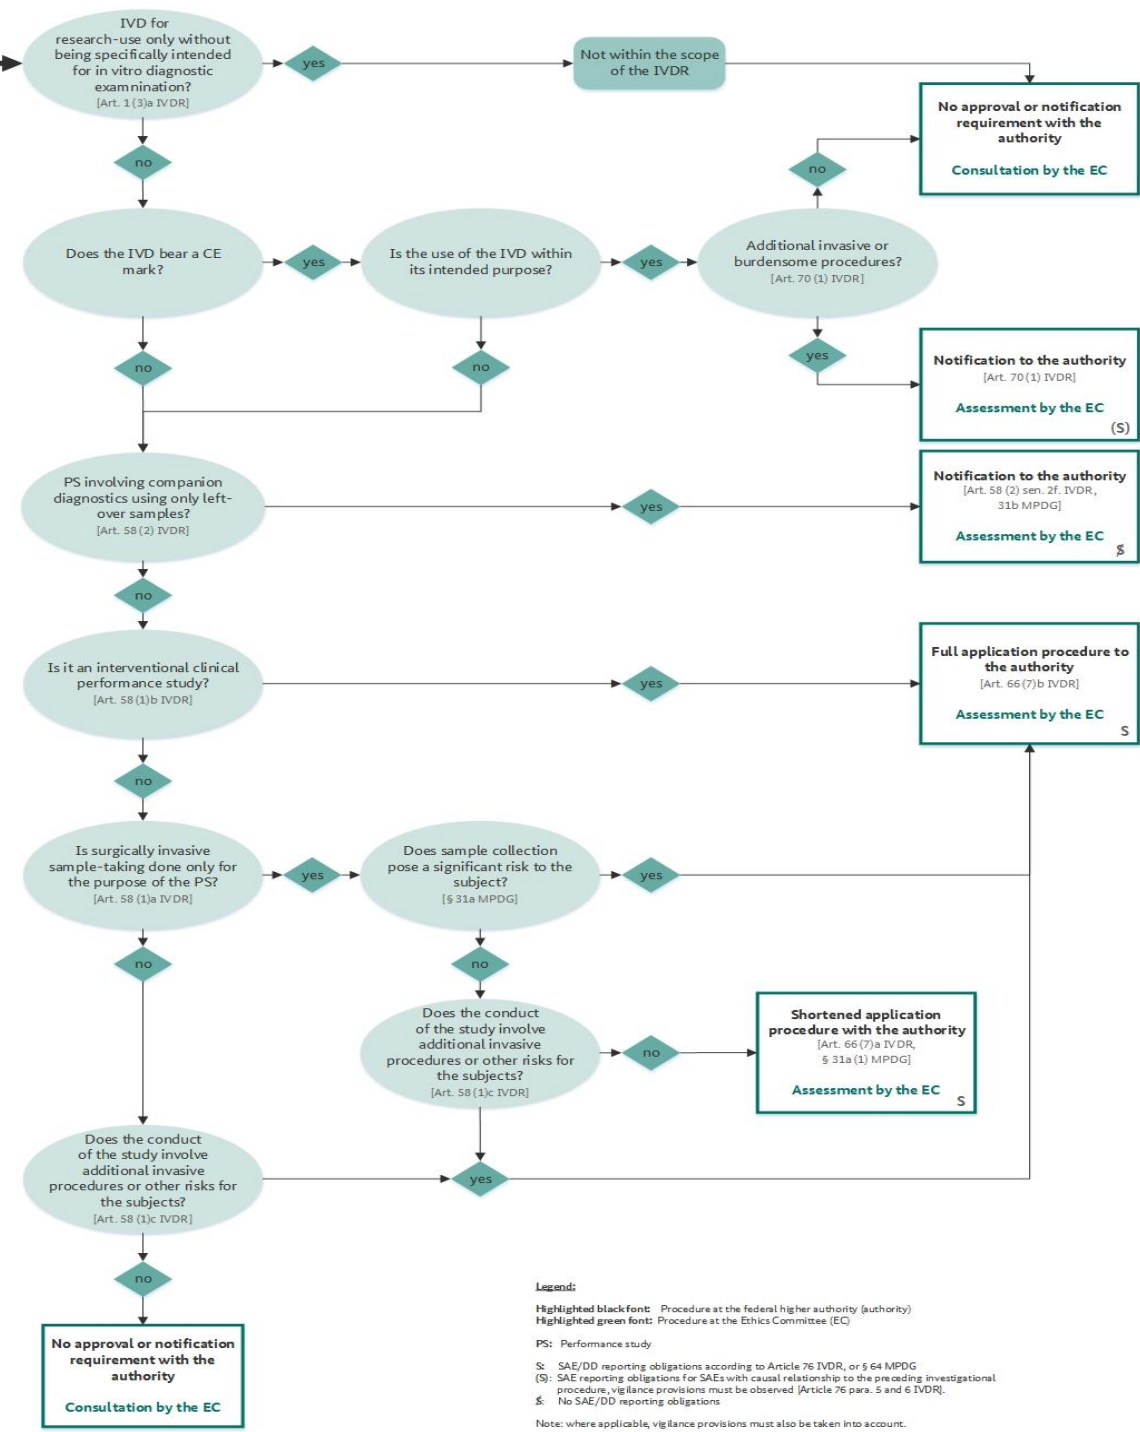 IVD for
research-use only without
being specifically intended
for in vitro diagnostic
examnination?
[Art. 1 (3)a IVDR]
yes
Not within the scope
of the IVDR
No approval or notification
requirement with the
authority
Consultation by the EC
no
no
Does the IVD bear a CE
mark?
yes
Is the use of the IVD within
its intended purpose?
yes
Additional invasive or
burdensome procedures?
[Art. 70 (1) IVDR]
no
no
yes
Notification to the authority
[Art. 70 (1) IVDR]
Assessment by the EC
(S)
PS involving companion
diagnostics using only left-
over samples?
[Art. 58 (2) IVDR]
yes
Notification to the authority
[Art. 58 (2) sen. 2f. IVDR,
31b MPDG]
Assessment by the EC
$
no
Is it an interventional clinical
performance study?
[Art. 58 (1)b IVDR]
yes
Full application procedure to
the authority
[Art. 66 (7)b IVDR]
Assessment by the EC
S
no
Is surgically invasive
sample-taking done only for
the purpose of the PS?
[Art. 58 (1)a IVDR]
yes
Does sample collection
pose a significant risk to the
subject?
[§ 31a MPDG]
yes
no
no
Does the conduct
of the study involve
additional invasive
procedures or other risks for
the subjects?
[Art. 58 (1)c IVDR]
no
Shortened application
procedure with the authority
[Art. 66 (7)a IVDR,
§ 31a (1) MPDG]
Assessment by the EC
S
Does the conduct
of the study involve
additional invasive
procedures or other risks for
the subjects?
[Art. 58 (1)c IVDR]
yes
no
No approval or notification
requirement with the
authority
Consultation by the EC
Legend:
Highlighted black font: Procedure at the federal higher authority (authority)
Highlighted green font: Procedure at the Ethics Committee (EC)
PS: Performance study
S: SAE/DD reporting obligations according to Article 76 IVDR, or § 64 MPDG
(S): SAE reporting obligations for SAEs with causal relationship to the preceding investigational
procedure, vigilance provisions must be observed [Article 76 para. 5 and 6 IVDR].
$: No SAE/DD reporting obligations
Note: where applicable, vigilance provisions must also be taken into account.